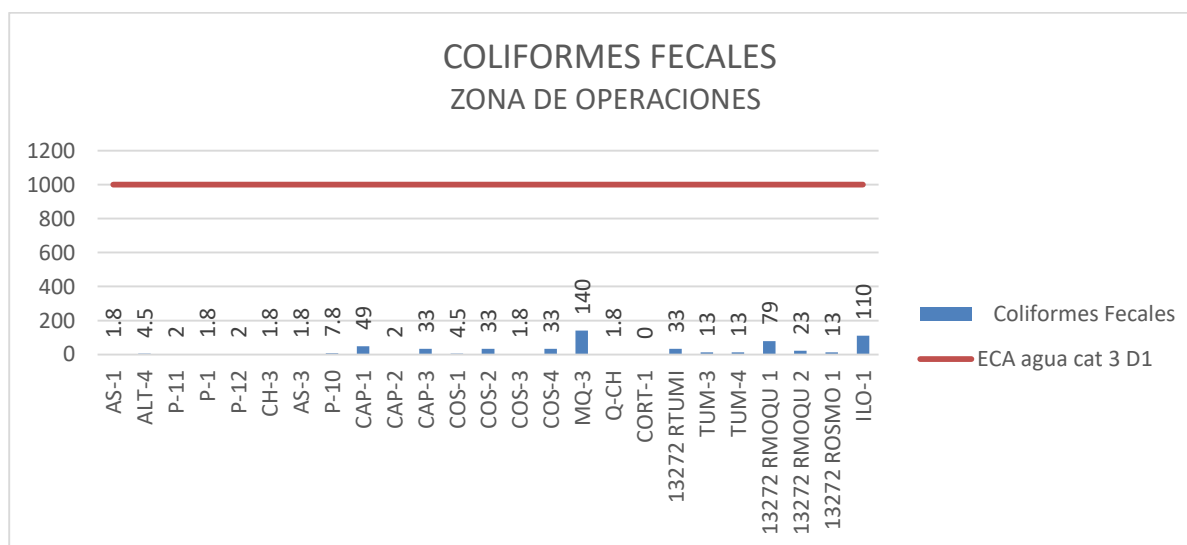 COLIFORMES FECALES
ZONA DE OPERACIONES
1200
1000
800
600
400
200
0
1.8
4.5
2
1.8
2
1.8
1.8
7.8
49
2
33
4.5
33
1.8
33
140
1.8
0
33
13
13
79
23
13
110
AS-1
ALT-4
P-11
P-1
P-12
CH-3
AS-3
P-10
CAP-1
CAP-2
CAP-3
COS-1
COS-2
COS-3
COS-4
MQ-3
Q-CH
CORT-1
13272 RTUMI
TUM-3
TUM-4
13272 RMOQU 1
13272 RMOQU 2
13272 ROSMO 1
ILO-1
Coliformes Fecales
ECA agua cat 3 D1